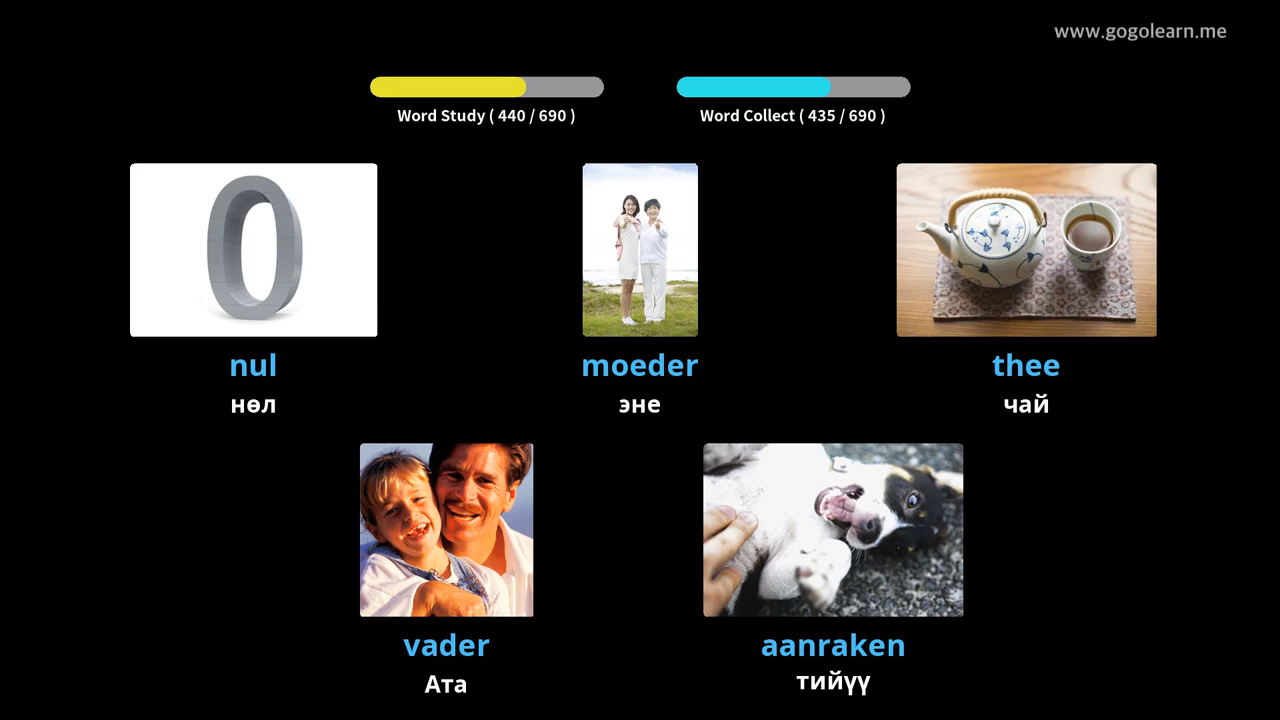 www.gogolearn.me
Word Study ( 440 / 690 )
Word Collect ( 435 / 690 )
nul
нөл
moeder
эне
thee
чай
vader
Ата
aanraken
тийүү